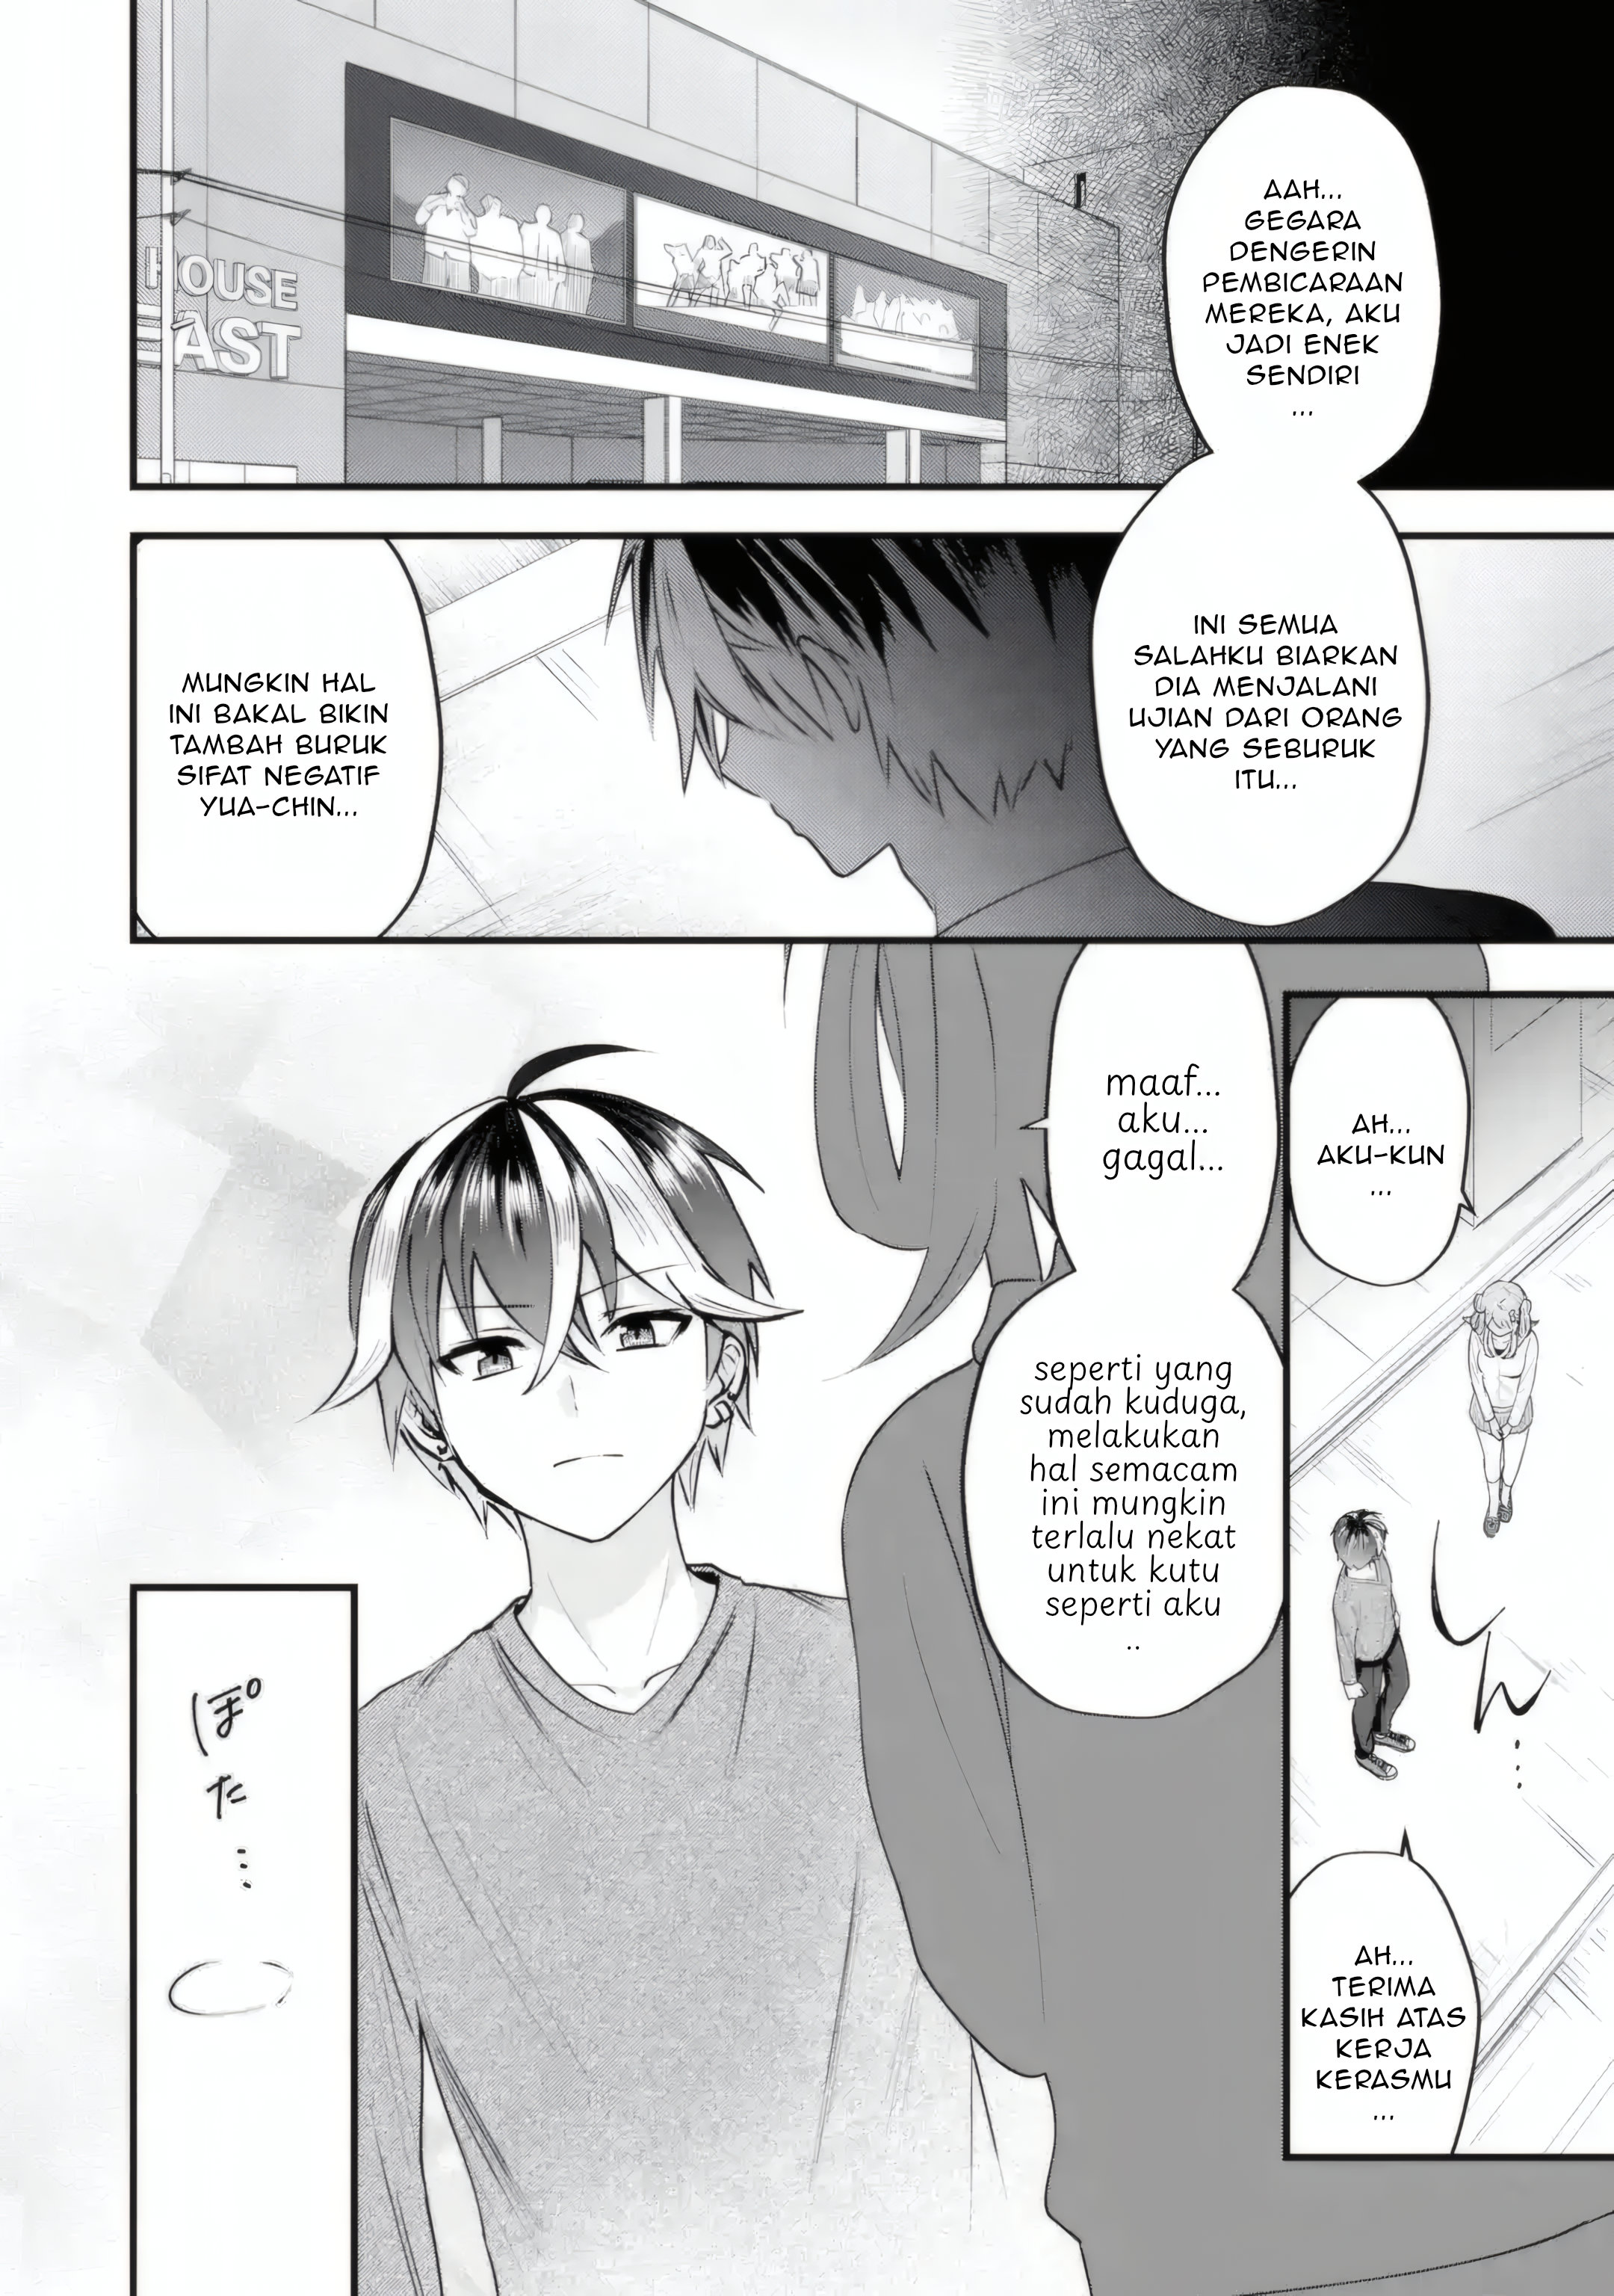 AAH...
GEGARA
DENGERIN
PEMBICARAAN
MEREKA, AKU
JADI ENEK
SENDIRI
...
HOUSE
EAST
INI SEMUA
SALAHKU BIARKAN
DIA MENJALANI
UJIAN DARI ORANG
YANG SEBURUK
ITU...
MUNGKIN HAL
INI BAKAL BIKIN
TAMBAH BURUK
SIFAT NEGATIF
YUA-CHIN...
AH...
AKU-KUN
...
しん…
AH...
TERIMA
KASIH ATAS
KERJA
KERASMU
...
maaf...
aku...
gagal...
seperti yang
sudah kuduga,
melakukan
hal semacam
ini mungkin
terlalu nekat
untuk kutu
seperti aku
..
ぽた…